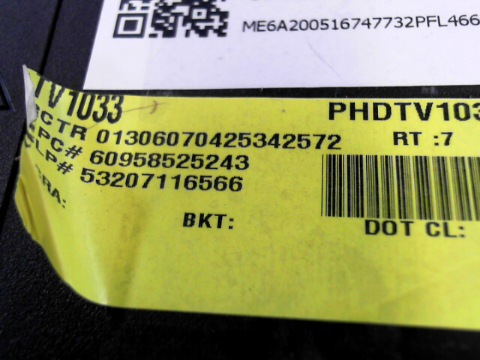 ME6A200516747732PFL466
TV1033
PHDTV103
CTR 01306070425342572
RT :7
PC# 60958525243
LP# 53207116566
RA:
BKT:
DOT CL: